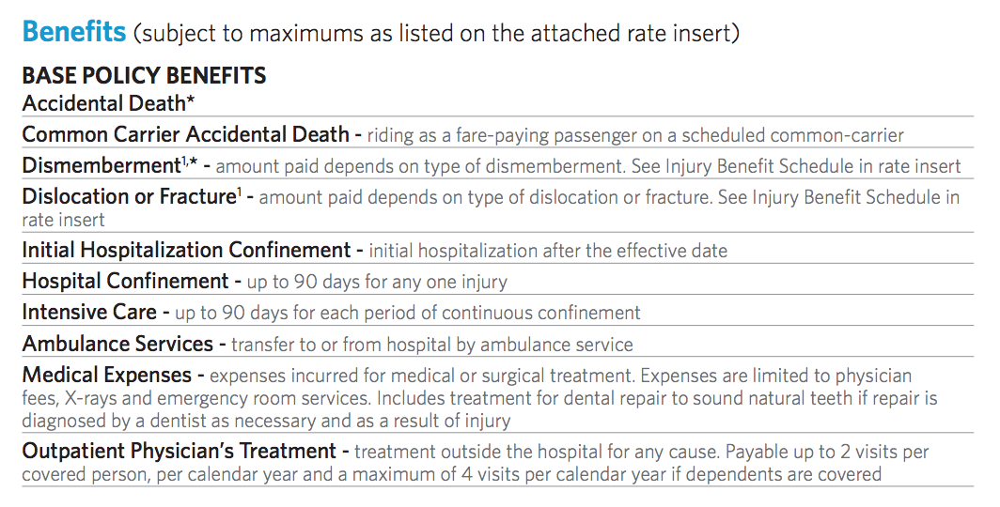 Benefits (subject to maximums as listed on the attached rate insert)
BASE POLICY BENEFITS
Accidental Death*
Common Carrier Accidental Death - riding as a fare-paying passenger on a scheduled common-carrier
Dismemberment¹,* - amount paid depends on type of dismemberment. See Injury Benefit Schedule in rate insert
Dislocation or Fracture¹ - amount paid depends on type of dislocation or fracture. See Injury Benefit Schedule in
rate insert
Initial Hospitalization Confinement - initial hospitalization after the effective date
Hospital Confinement - up to 90 days for any one injury
Intensive Care - up to 90 days for each period of continuous confinement
Ambulance Services - transfer to or from hospital by ambulance service
Medical Expenses - expenses incurred for medical or surgical treatment. Expenses are limited to physician
fees, X-rays and emergency room services. Includes treatment for dental repair to sound natural teeth if repair is
diagnosed by a dentist as necessary and as a result of injury
Outpatient Physician’s Treatment - treatment outside the hospital for any cause. Payable up to 2 visits per
covered person, per calendar year and a maximum of 4 visits per calendar year if dependents are covered